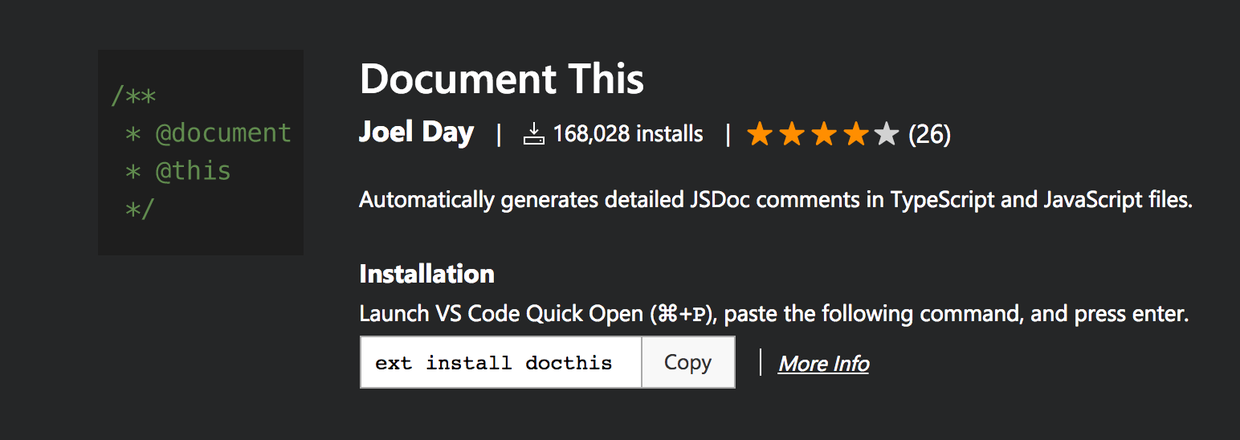 /**
* @document
* @this
*/
Document This
Joel Day | 168,028 installs | (26)
Automatically generates detailed JSDoc comments in TypeScript and JavaScript files.
Installation
Launch VS Code Quick Open (⌘+P), paste the following command, and press enter.
ext install docthis Copy | More Info